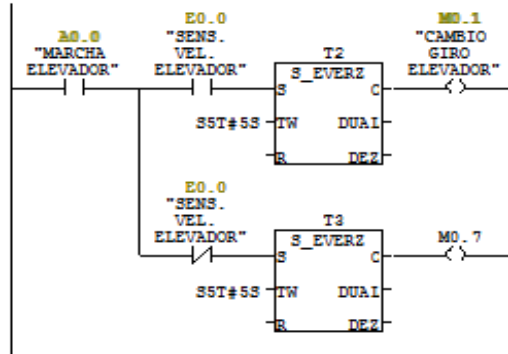 A0.0
"MARCHA
ELEVADOR"
E0.0
"SENS.
VEL.
ELEVADOR"
M0.1
"CAMBIO
GIRO
ELEVADOR"
T2
S_EVERZ
S
C
S5T#5S
TW
DUAL
R
DEZ
E0.0
"SENS.
VEL.
ELEVADOR"
T3
S_EVERZ
M0.7
S
C
S5T#5S
TW
DUAL
R
DEZ